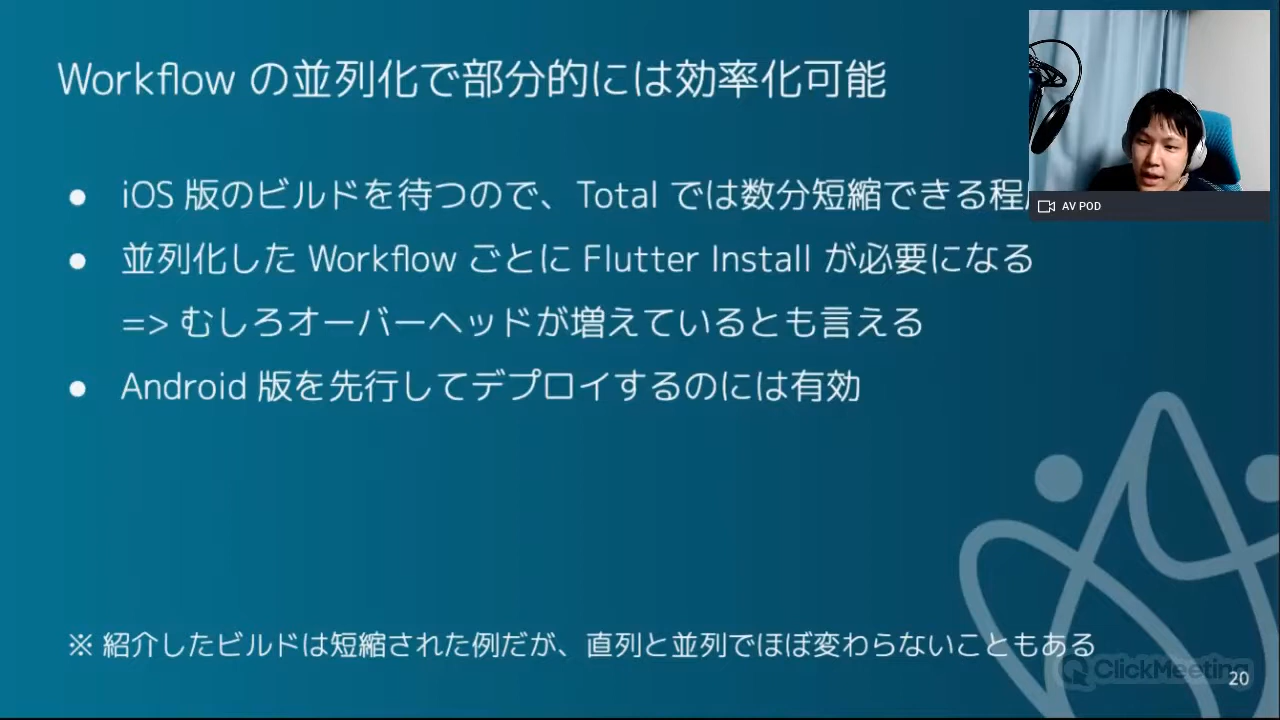 Workflow の並列化で部分的には効率化可能
● iOS 版のビルドを待つので、Total では数分短縮できる程
● 並列化した Workflow ごとに Flutter Install が必要になる
=> むしろオーバーヘッドが増えているとも言える
● Android 版を先行してデプロイするのには有効
※ 紹介したビルドは短縮された例だが、直列と並列でほぼ変わらないこともある
AV POD
ClickMeeting
20